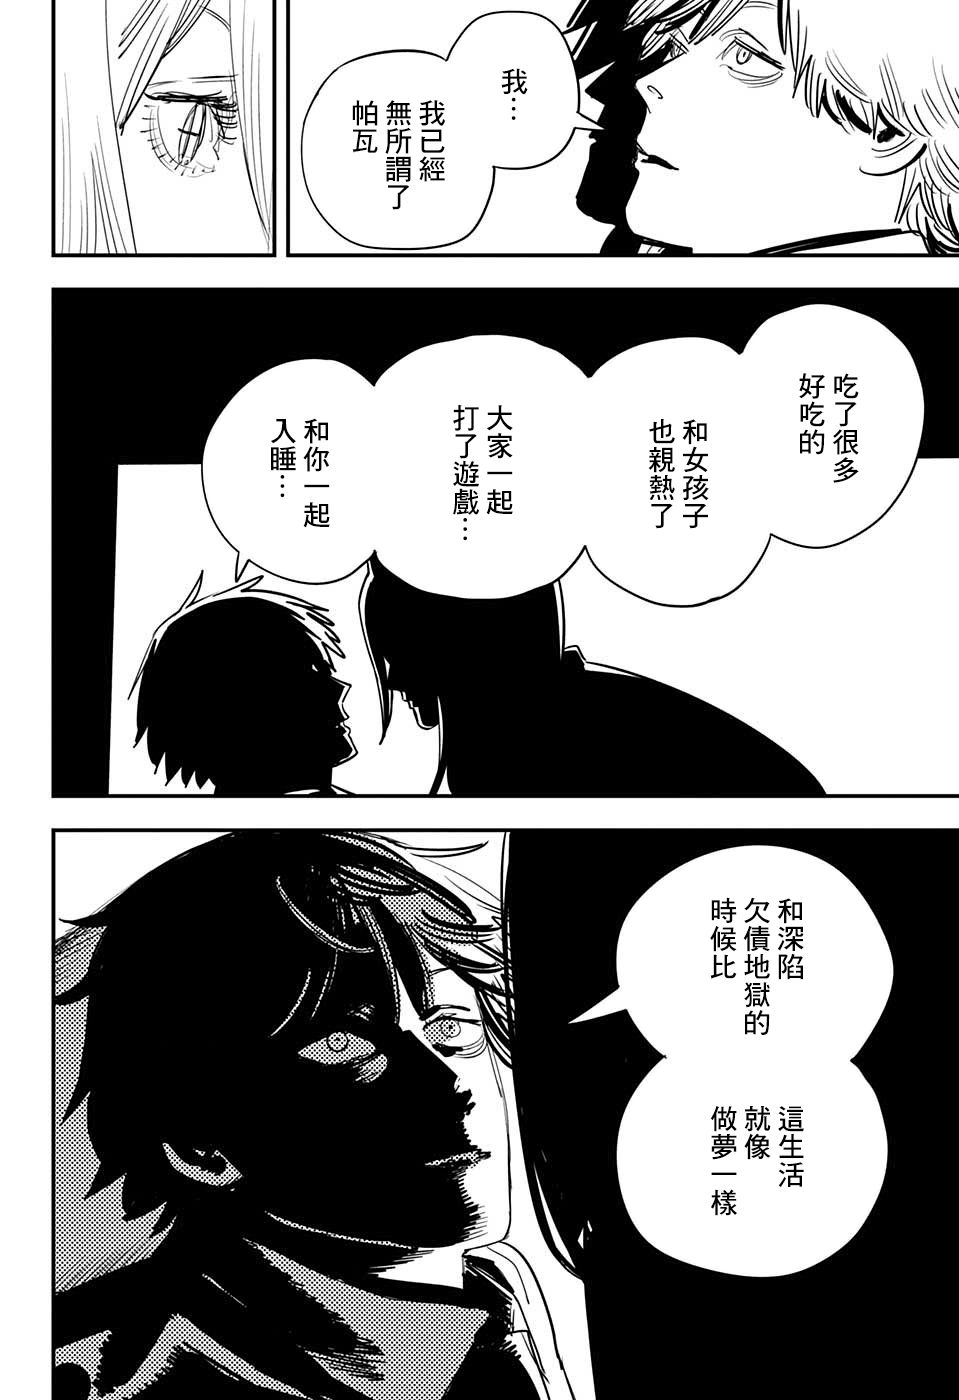 我…
我已經
無所謂了
帕瓦
吃了很多
好吃的
和女孩子
也親熱了
大家一起
打了遊戲…
和你一起
入睡…
和深陷
欠債地獄的
時候比
這生活
就像
做夢一樣